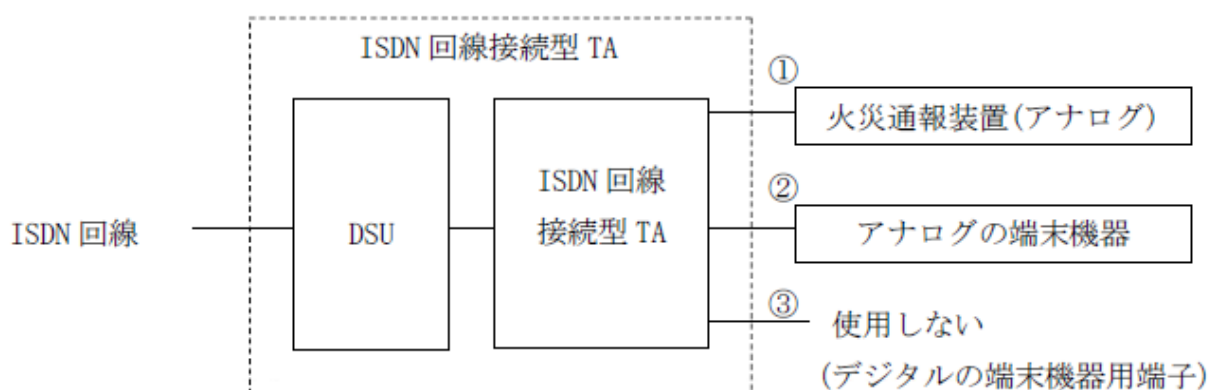 ISDN 回線接続型 TA
①
火災通報装置(アナログ)
ISDN 回線
接続型 TA
②
ISDN 回線
DSU
アナログの端末機器
③
使用しない
(デジタルの端末機器用端子)